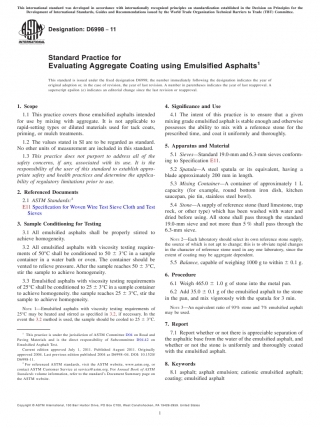 This international standard was developed in accordance with internationally recognized principles on standardization established in the Decision on Principles for the
Development of International Standards, Guides and Recommendations issued by the World Trade Organization Technical Barriers to Trade (TBT) Committee.
Designation: D6998 − 11
INTERNATIONAL
Standard Practice for
Evaluating Aggregate Coating using Emulsified Asphalts¹
This standard is issued under the fixed designation D6998; the number immediately following the designation indicates the year of
original adoption or, in the case of revision, the year of last revision. A number in parentheses indicates the year of last reapproval. A
superscript epsilon (ε) indicates an editorial change since the last revision or reapproval.
1. Scope
1.1 This practice covers those emulsified asphalts intended
for use by mixing with aggregate. It is not applicable to
rapid-setting types or diluted materials used for tack coats,
priming, or mulch treatments.
1.2 The values stated in SI are to be regarded as standard.
No other units of measurement are included in this standard.
1.3 This practice does not purport to address all of the
safety concerns, if any, associated with its use. It is the
responsibility of the user of this standard to establish appro-
priate safety and health practices and determine the applica-
bility of regulatory limitations prior to use.
2. Referenced Documents
2.1 ASTM Standards:²
E11 Specification for Woven Wire Test Sieve Cloth and Test
Sieves
3. Sample Conditioning for Testing
3.1 All emulsified asphalts shall be properly stirred to
achieve homogeneity.
3.2 All emulsified asphalts with viscosity testing require-
ments of 50°C shall be conditioned to 50 ± 3°C in a sample
container in a water bath or oven. The container should be
vented to relieve pressure. After the sample reaches 50 ± 3°C,
stir the sample to achieve homogeneity.
3.3 Emulsified asphalts with viscosity testing requirements
of 25°C shall be conditioned to 25 ± 3°C in a sample container
to achieve homogeneity, the sample reaches 25 ± 3°C, stir the
sample to achieve homogeneity.
NOTE 1—Emulsified asphalts with viscosity testing requirements of
25°C may be heated and stirred as specified in 3.2, if necessary. In the
event the 3.2 method is used, the sample should be cooled to 25 ± 3°C.
¹ This practice is under the jurisdiction of ASTM Committee D04 on Road and
Paving Materials and is the direct responsibility of Subcommittee D04.42 on
Emulsified Asphalt Test.
Current edition approved July 1, 2011. Published August 2011. Originally
² For referenced ASTM standards, visit the ASTM website, www.astm.org, or
contact ASTM Customer Service at service@astm.org. For Annual Book of ASTM
Standards volume information, refer to the standard's Document Summary page on
the ASTM website.
4. Significance and Use
4.1 The intent of this practice is to ensure that a given
mixing grade emulsified asphalt is stable enough and otherwise
possesses the ability to mix with a reference stone for the
prescribed time, and coat it uniformly and thoroughly.
5. Apparatus and Material
5.1 Sieves—Standard 19.0-mm and 6.3-mm sieves conform-
ing to Specification E11.
5.2 Spatula—A steel spatula or its equivalent, having a
blade approximately 200 mm in length.
5.3 Mixing Container—A container of approximately 1 L
capacity (for example, round bottom iron dish, kitchen
saucepan, pie tin, stainless steel bowl).
5.4 Stone—A supply of reference stone (hard limestone, trap
rock, or other type) which has been washed with water and
dried before using. All stone shall pass through the standard
19.0-mm sieve and not more than 5 % shall pass through the
6.3-mm sieve.
NOTE 2—Each laboratory should select its own reference stone supply,
the source of which is not apt to change; this is to obviate rapid changes
in the character of reference stone used in any one laboratory, since the
extent of coating may be aggregate dependent.
5.5 Balance, capable of weighing 1000 g to within ± 0.1 g.
6. Procedure
6.1 Weigh 465.0 ± 1.0 g of stone into the metal pan.
6.2 Add 35.0 ± 0.1 g of the emulsified asphalt to the stone
the pan, and mix vigorously with the spatula for 3 min.
NOTE 3—An equivalent ratio of 93% stone and 7% emulsified asphalt
may be used.
7. Report
7.1 Report whether or not there is appreciable separation of
the asphaltic base from the water of the emulsified asphalt, and
whether or not the stone is uniformly and thoroughly coated
with the emulsified asphalt.
8. Keywords
8.1 asphalt; asphalt emulsion; cationic emulsified asphalt;
coating; emulsified asphalt
Copyright © ASTM International, 100 Barr Harbor Drive, PO Box C700, West Conshohocken, PA 19428-2959. United States
1